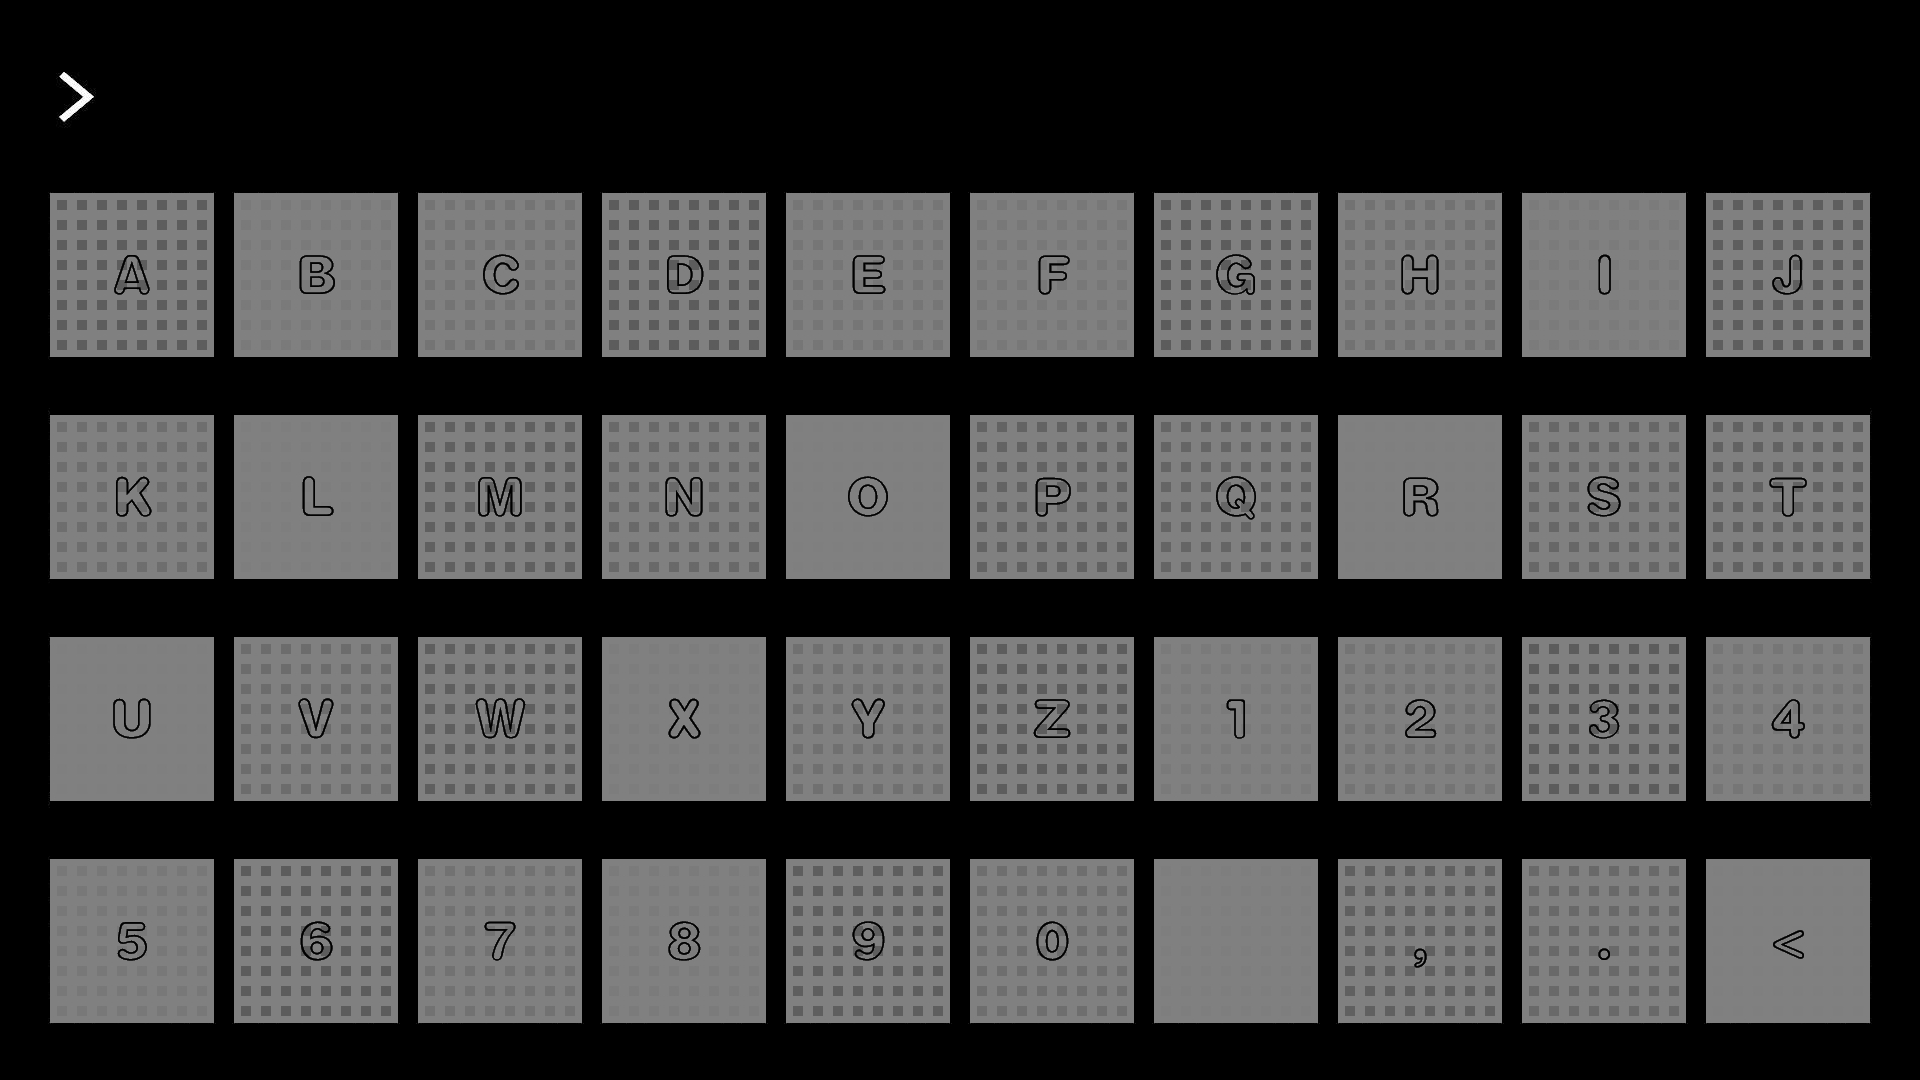 >
A B C D E F G H I J
K L M N O P Q R S T
U V W X Y Z 1 2 3 4
5 6 7 8 9 0 , . <